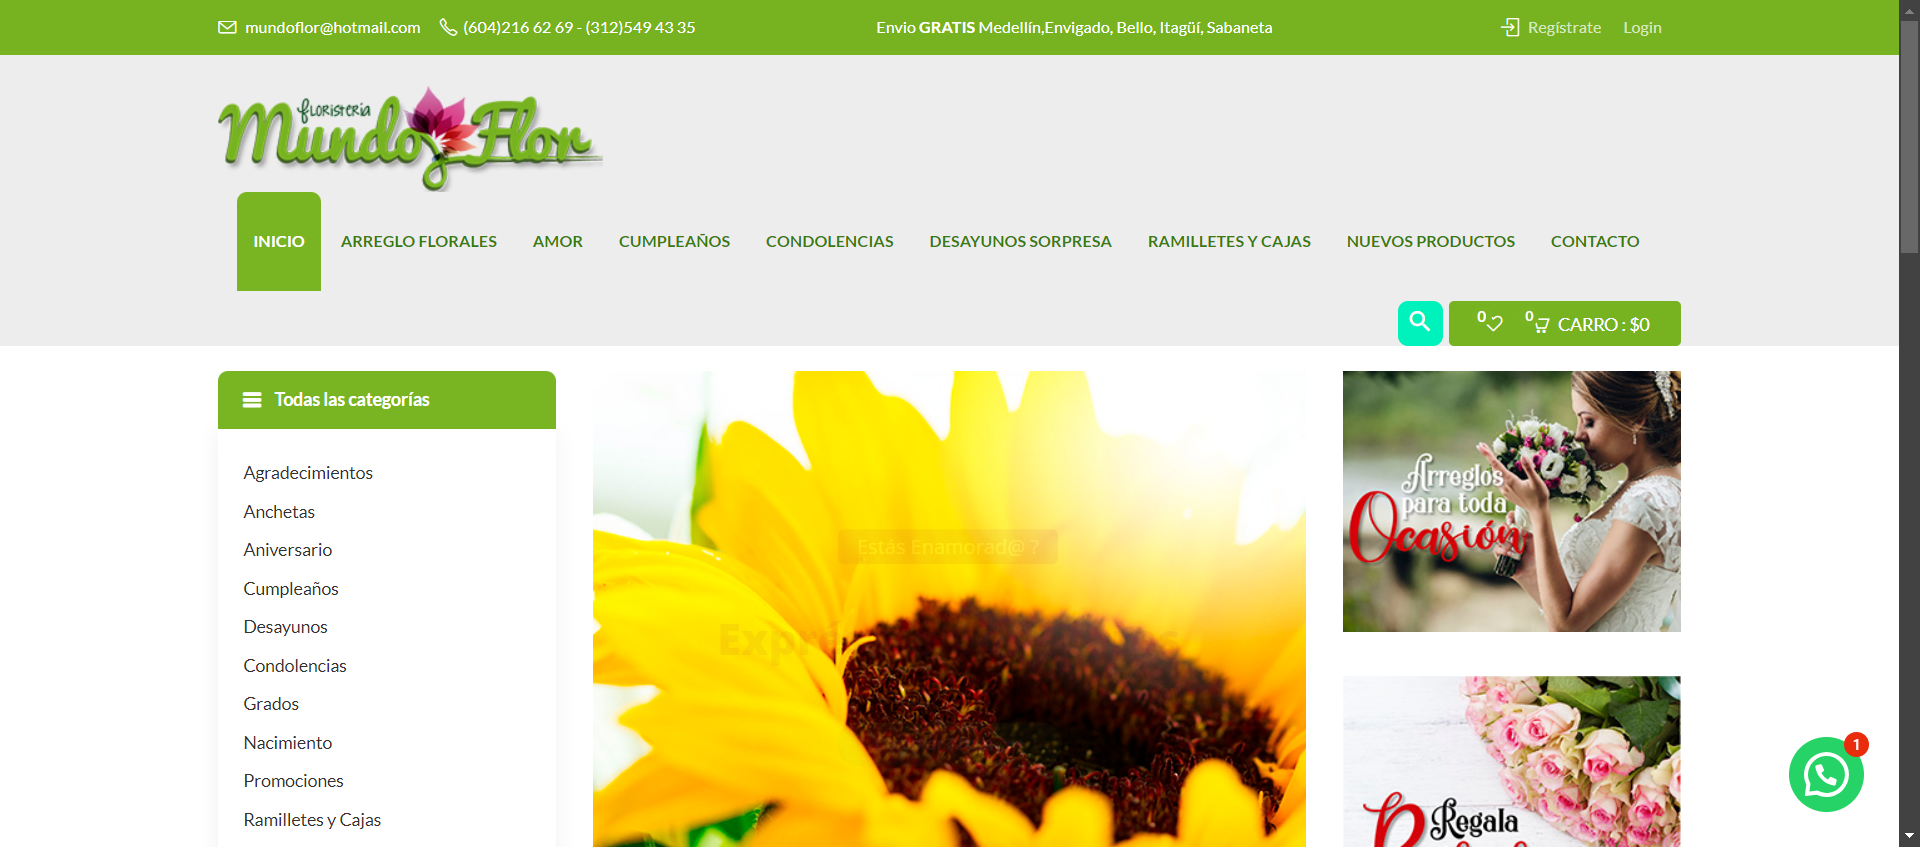 mundoflor@hotmail.com (604)216 62 69 - (312)549 43 35 Envio GRATIS Medellín,Envigado, Bello, Itagüí, Sabaneta Regístrate Login
Floristería
Mundo Flor
INICIO ARREGLO FLORALES AMOR CUMPLEAÑOS CONDOLENCIAS DESAYUNOS SORPRESA RAMILLETES Y CAJAS NUEVOS PRODUCTOS CONTACTO
0 0 CARRO : $0
Todas las categorías
Agradecimientos
Anchetas
Aniversario
Cumpleaños
Desayunos
Condolencias
Grados
Nacimiento
Promociones
Ramilletes y Cajas
Estás Enamorad@ ?
Arreglos
para toda
Ocasión
Regala
1